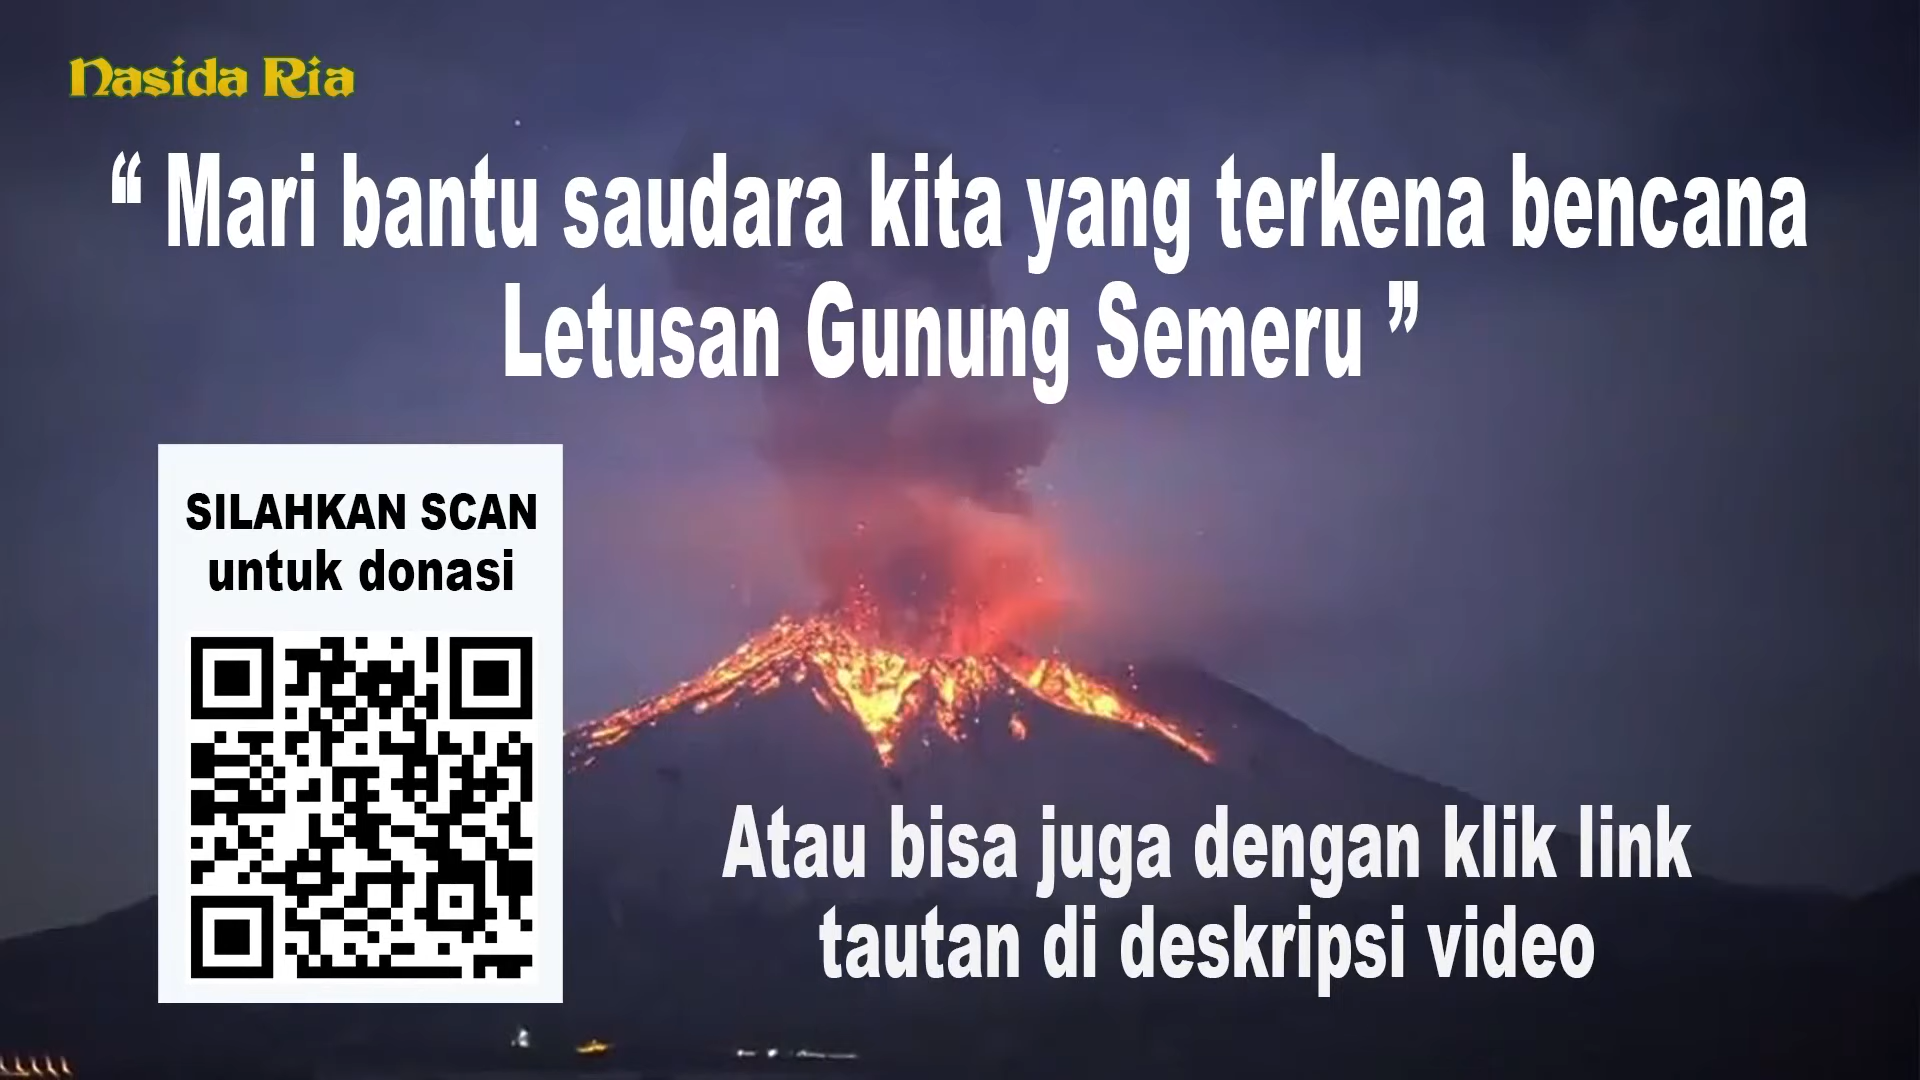 Nasida Ria
“ Mari bantu saudara kita yang terkena bencana
Letusan Gunung Semeru ”
SILAHKAN SCAN
untuk donasi
Atau bisa juga dengan klik link
tautan di deskripsi video